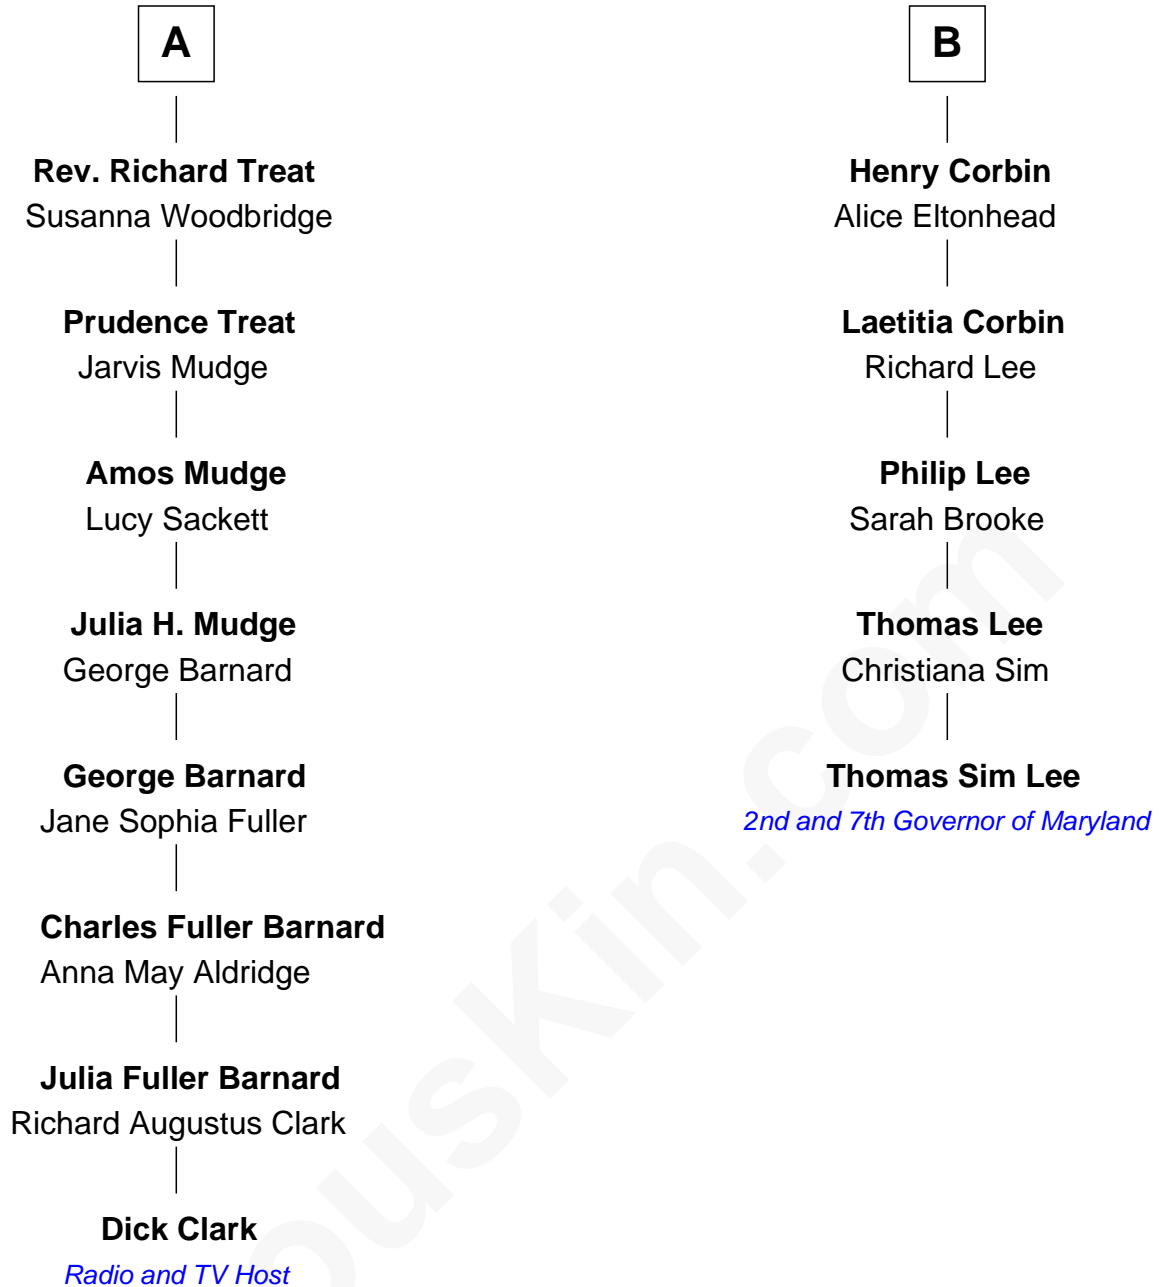 A
Rev. Richard Treat
Susanna Woodbridge
Prudence Treat
Jarvis Mudge
Amos Mudge
Lucy Sackett
Julia H. Mudge
George Barnard
George Barnard
Jane Sophia Fuller
Charles Fuller Barnard
Anna May Aldridge
Julia Fuller Barnard
Richard Augustus Clark
Dick Clark
Radio and TV Host
B
Henry Corbin
Alice Eltonhead
Laetitia Corbin
Richard Lee
Philip Lee
Sarah Brooke
Thomas Lee
Christiana Sim
Thomas Sim Lee
2nd and 7th Governor of Maryland
ousKin.com